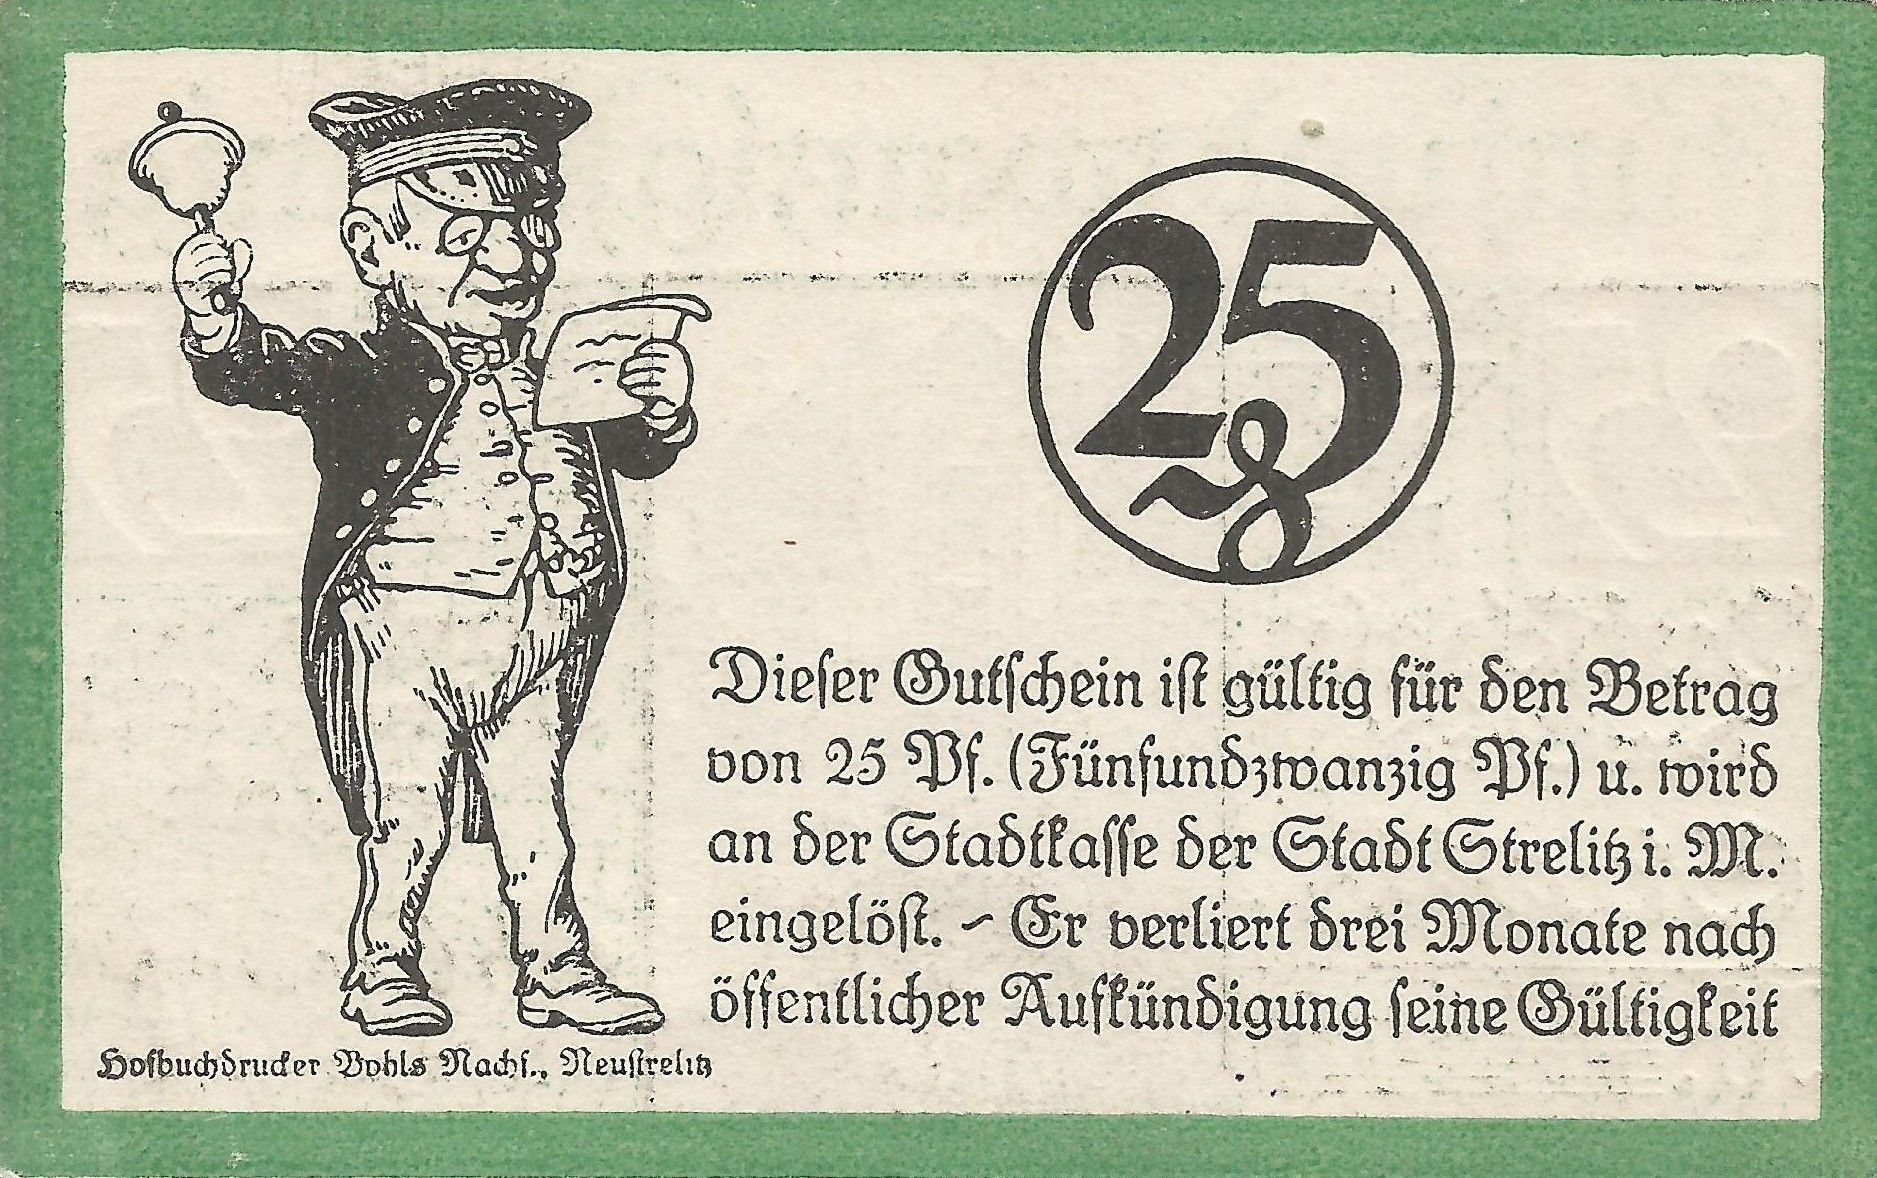 25 ₰
Dieser Gutschein ist gültig für den Betrag
von 25 Pf. (Fünfundzwanzig Pf.) u. wird
an der Stadtkasse der Stadt Strelitz i. M.
eingelöst. – Er verliert drei Monate nach
öffentlicher Aufkündigung seine Gültigkeit
Hofbuchdrucker Bohls Nachf., Neustrelitz